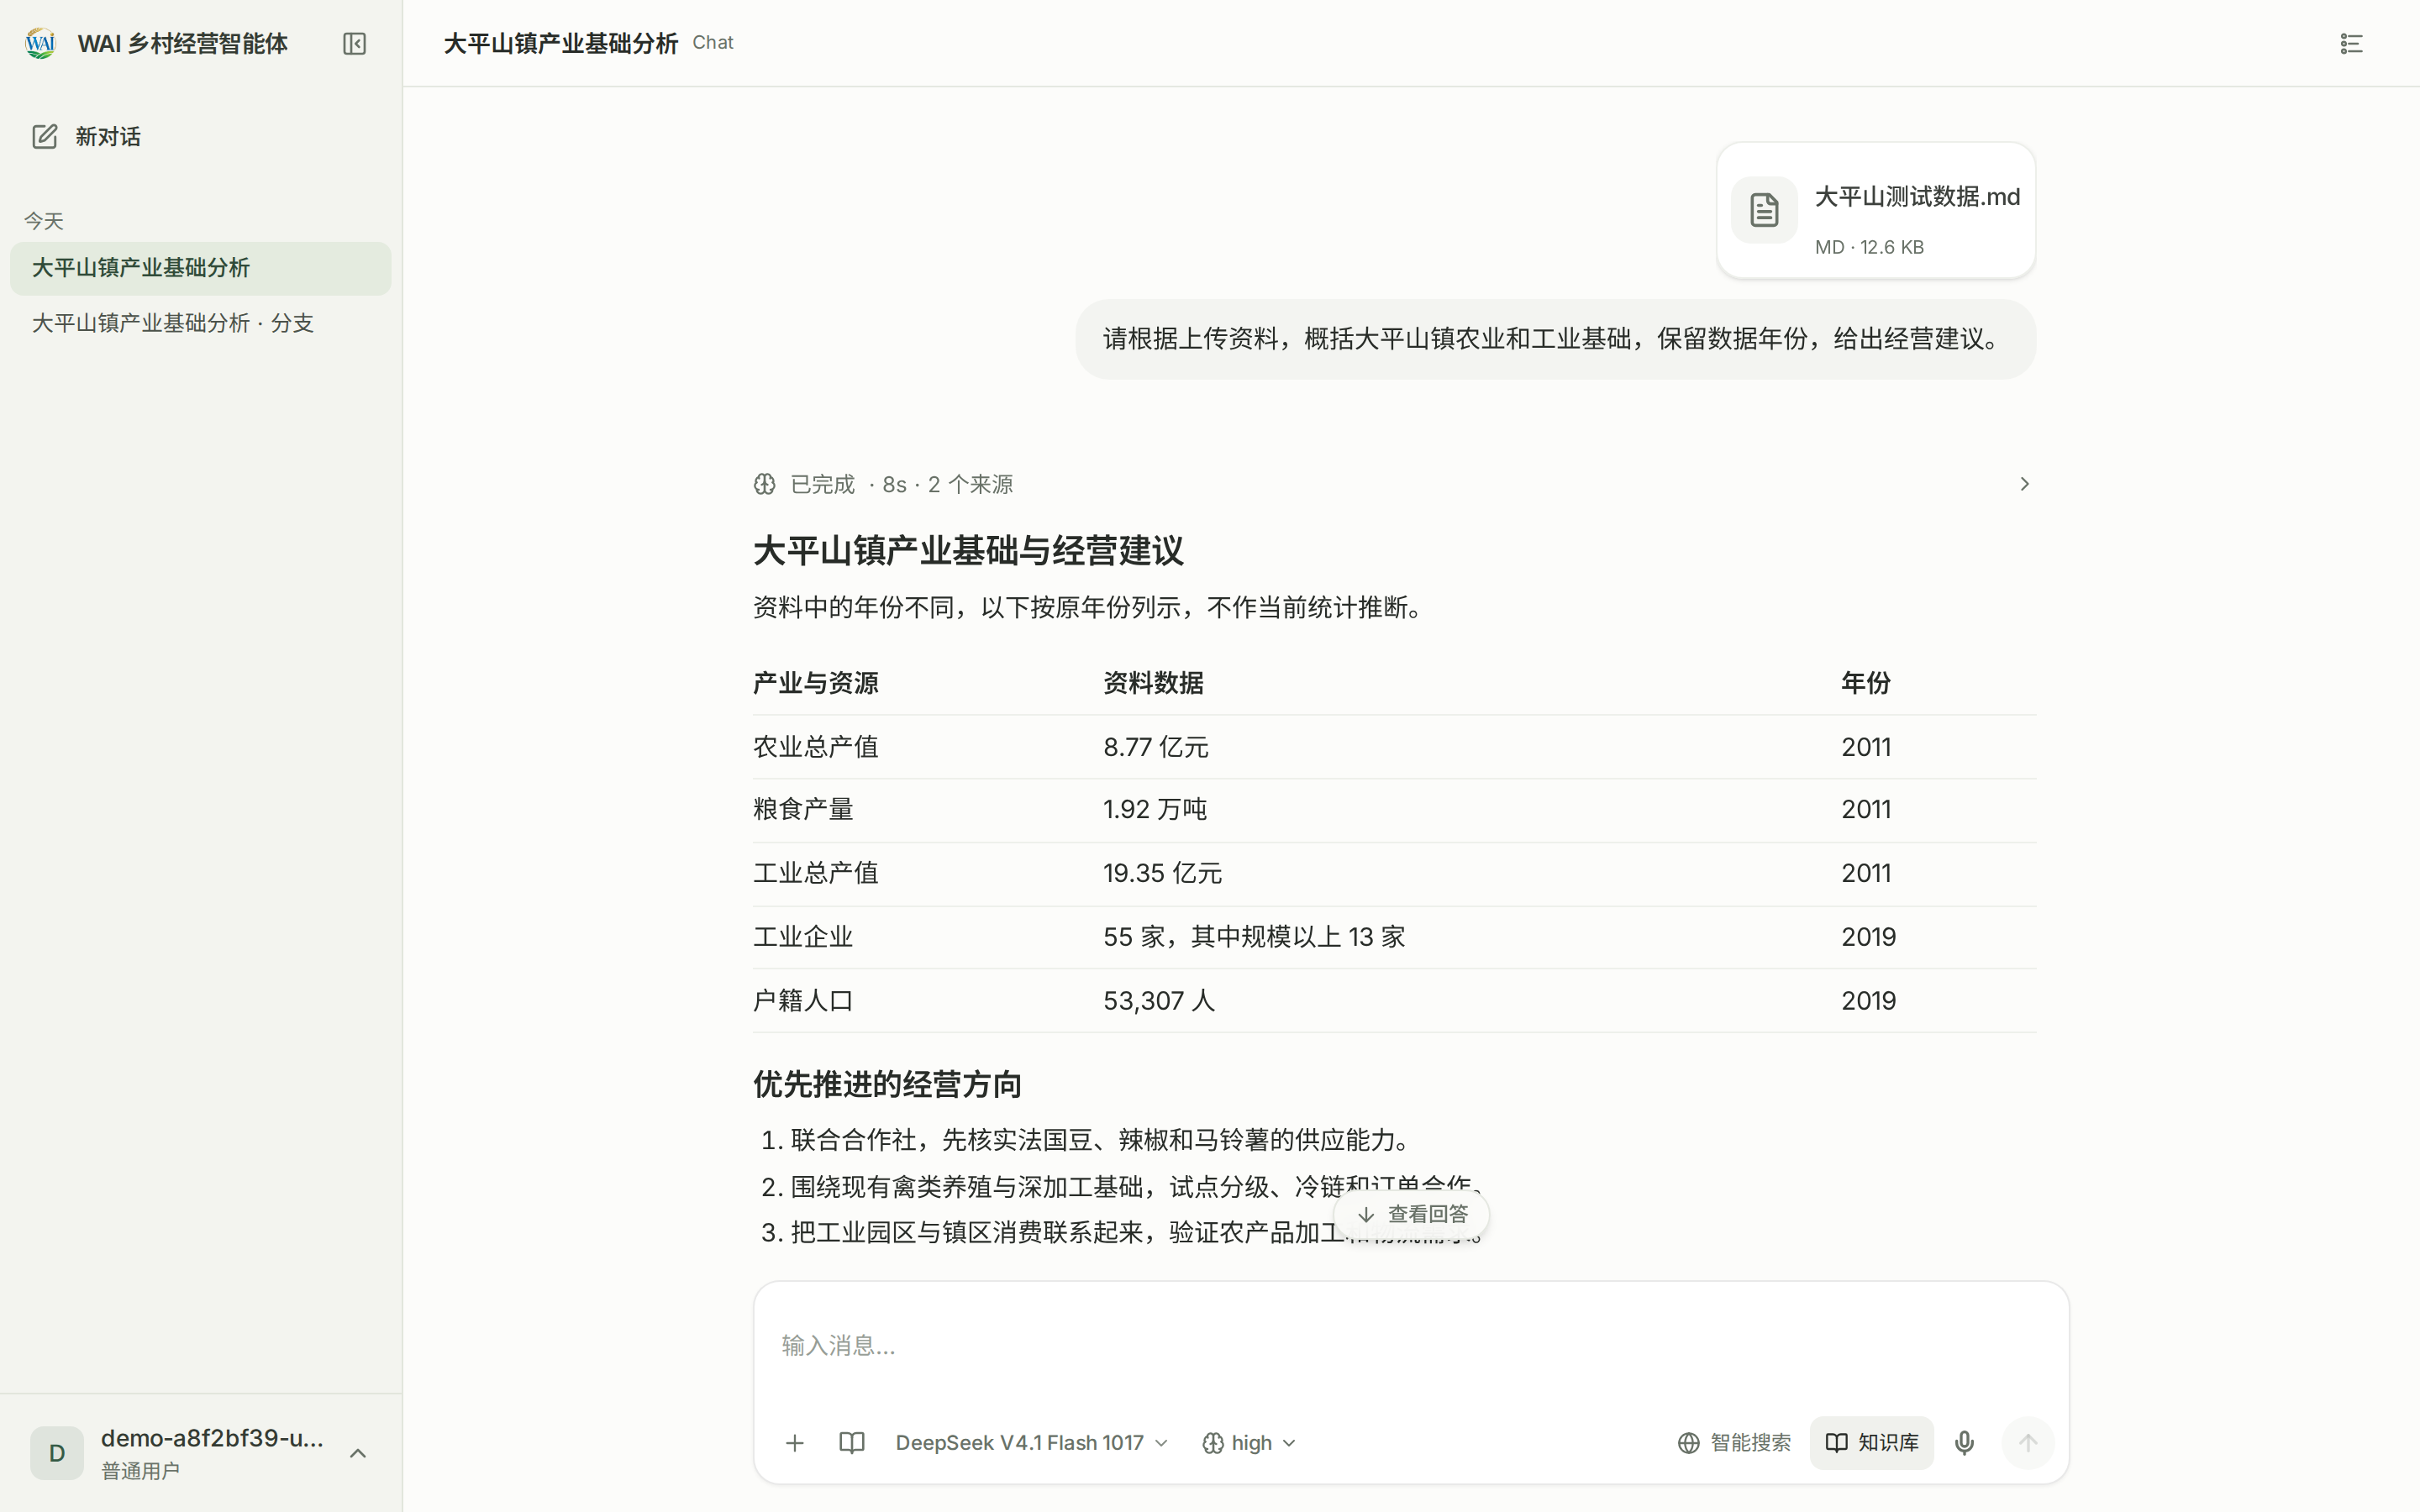 WAI 乡村经营智能体
新对话
今天
大平山镇产业基础分析
大平山镇产业基础分析 · 分支
D
demo-a8f2bf39-u...
普通用户
大平山镇产业基础分析 Chat
大平山测试数据.md
MD · 12.6 KB
请根据上传资料，概括大平山镇农业和工业基础，保留数据年份，给出经营建议。
已完成 · 8s · 2 个来源
大平山镇产业基础与经营建议
资料中的年份不同，以下按原年份列示，不作当前统计推断。
产业与资源 资料数据 年份
农业总产值 8.77 亿元 2011
粮食产量 1.92 万吨 2011
工业总产值 19.35 亿元 2011
工业企业 55 家，其中规模以上 13 家 2019
户籍人口 53,307 人 2019
优先推进的经营方向
1. 联合合作社，先核实法国豆、辣椒和马铃薯的供应能力。
2. 围绕现有禽类养殖与深加工基础，试点分级、冷链和订单合作。
3. 把工业园区与镇区消费联系起来，验证农产品加工
查看回答
输入消息...
DeepSeek V4.1 Flash 1017 high 智能搜索 知识库